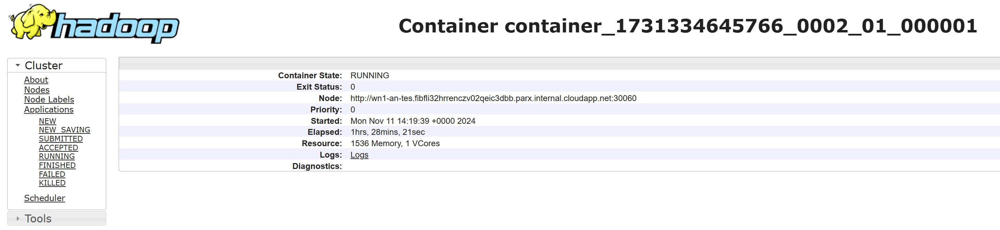 hadoop
Container container_1731334645766_0002_01_000001
Cluster
About
Nodes
Node Labels
Applications
NEW
NEW_SAVING
SUBMITTED
ACCEPTED
RUNNING
FINISHED
FAILED
KILLED
Scheduler
Tools
Container State: RUNNING
Exit Status: 0
Node: http://wn1-an-tes.fibfli32hrrenczv02qeic3dbb.parx.internal.cloudapp.net:30060
Priority: 0
Started: Mon Nov 11 14:19:39 +0000 2024
Elapsed: 1hrs, 28mins, 21sec
Resource: 1536 Memory, 1 VCores
Logs: Logs
Diagnostics: